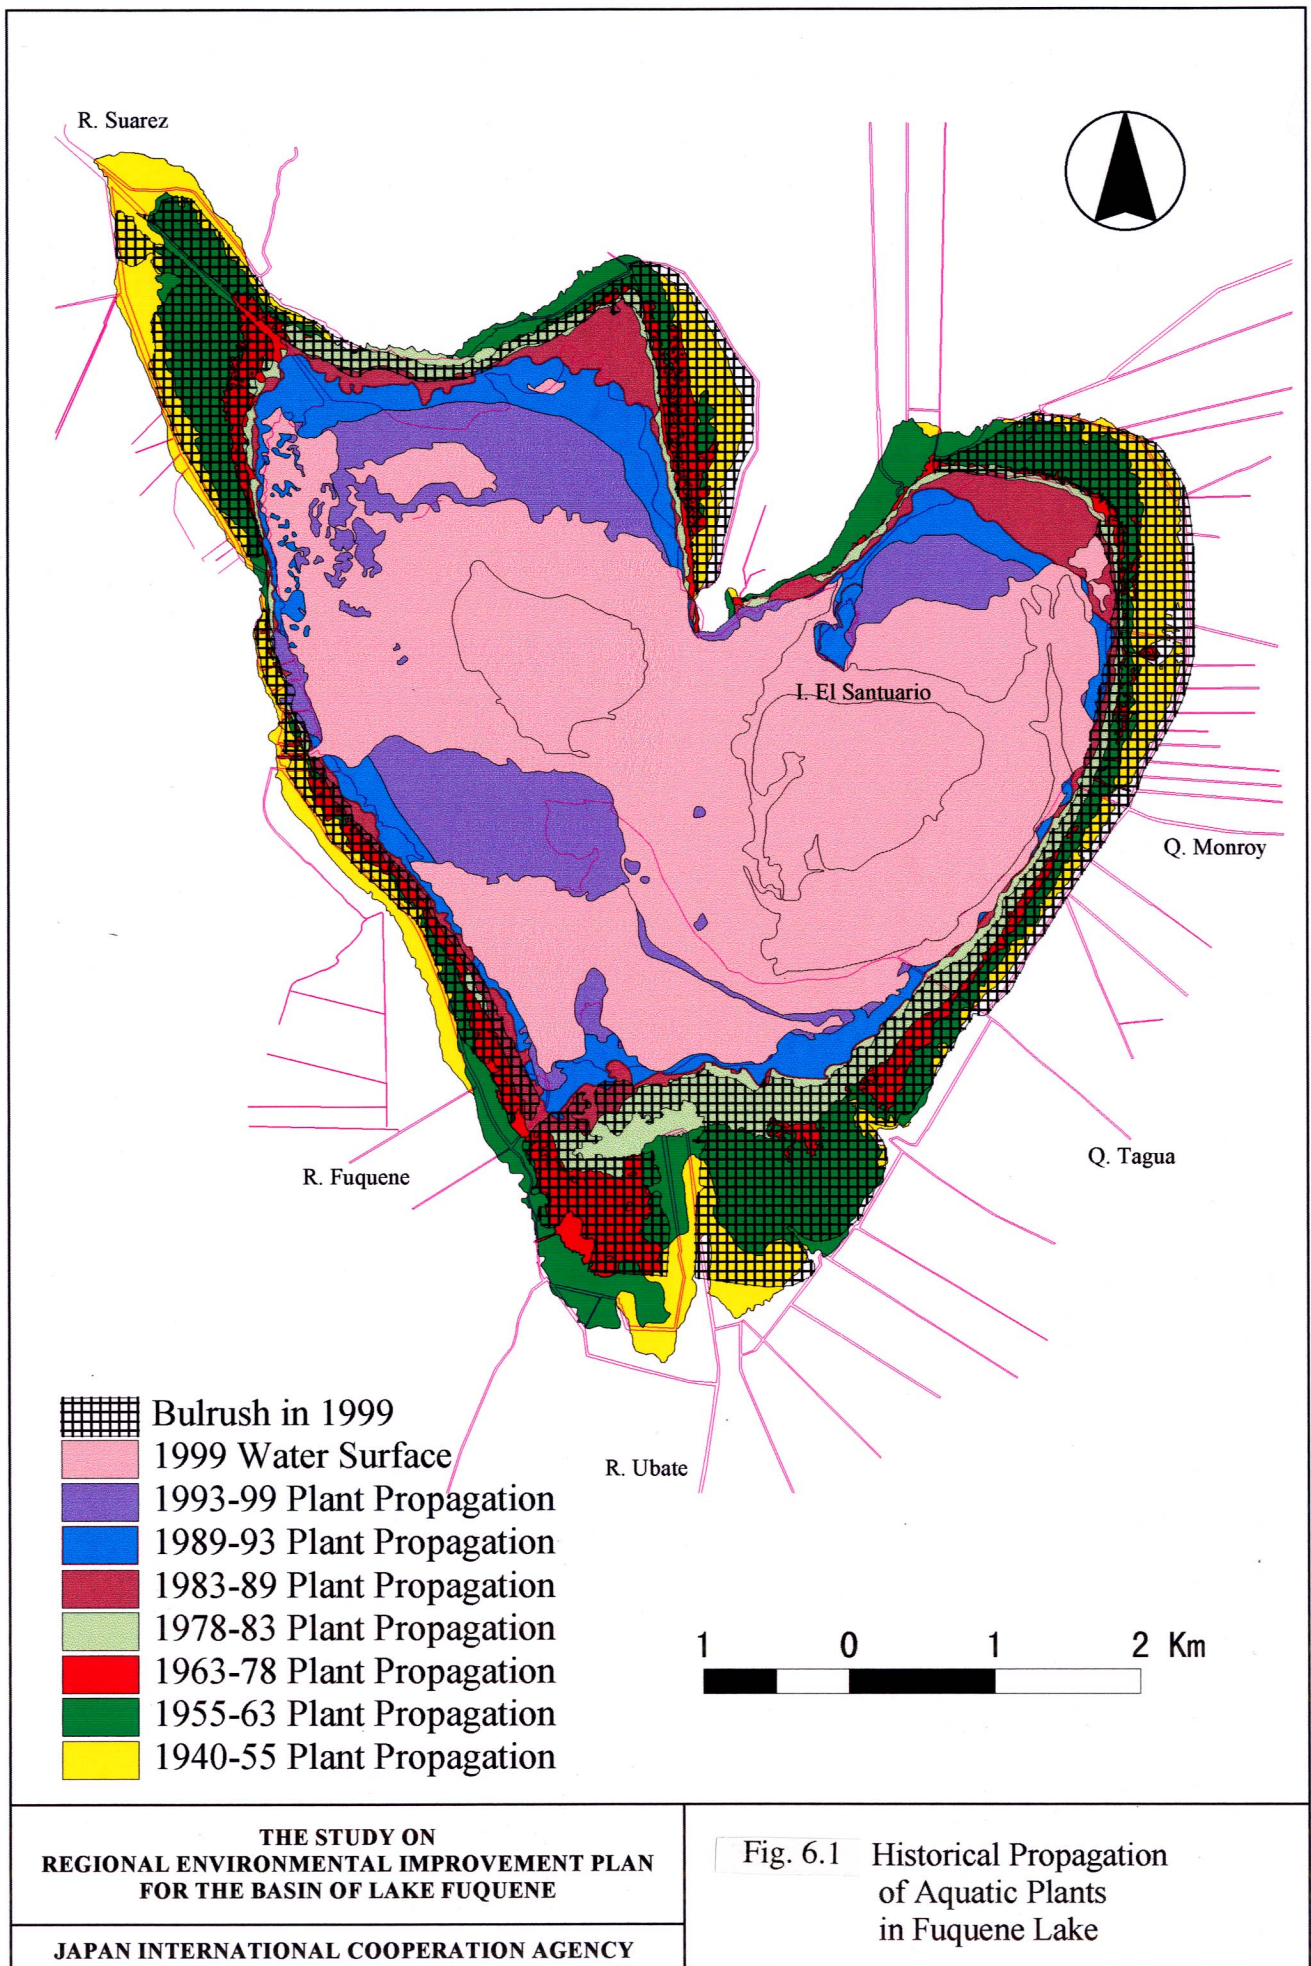 R. Suarez
I. El Santuario
Q. Monroy
Q. Tagua
R. Fuquene
R. Ubate
Bulrush in 1999
1999 Water Surface
1993-99 Plant Propagation
1989-93 Plant Propagation
1983-89 Plant Propagation
1978-83 Plant Propagation
1963-78 Plant Propagation
1955-63 Plant Propagation
1940-55 Plant Propagation
1 0 1 2 Km
THE STUDY ON
REGIONAL ENVIRONMENTAL IMPROVEMENT PLAN
FOR THE BASIN OF LAKE FUQUENE
JAPAN INTERNATIONAL COOPERATION AGENCY
Fig. 6.1 Historical Propagation
of Aquatic Plants
in Fuquene Lake